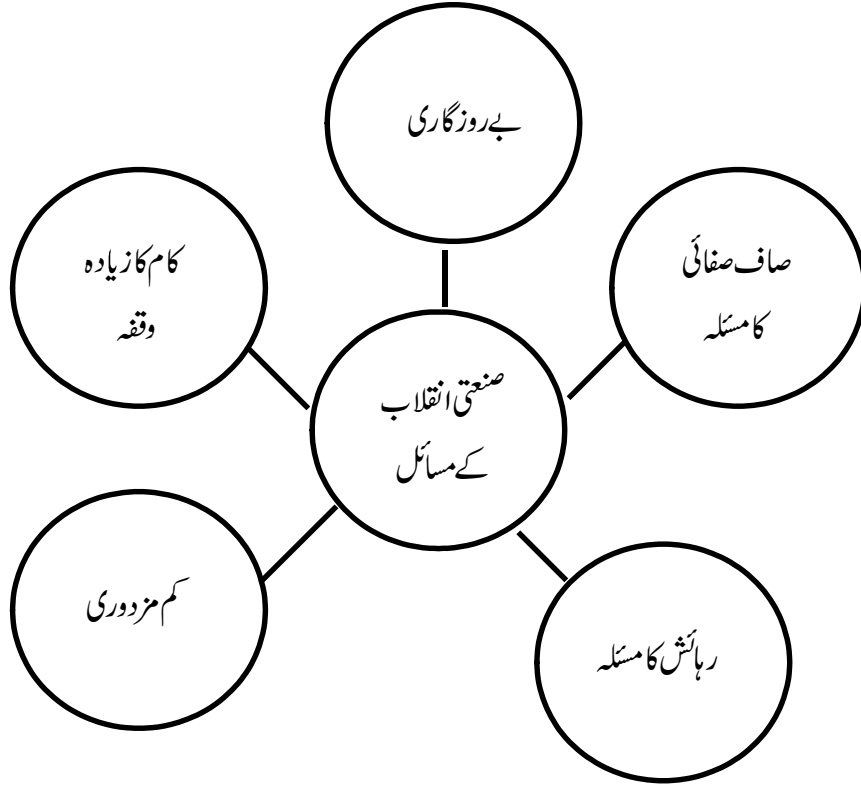 بے روزگاری
صاف صفائی
کا مسئلہ
کام کا زیادہ
وقفہ
صنعتی انقلاب
کے مسائل
کم مزدوری
رہائش کا مسئلہ